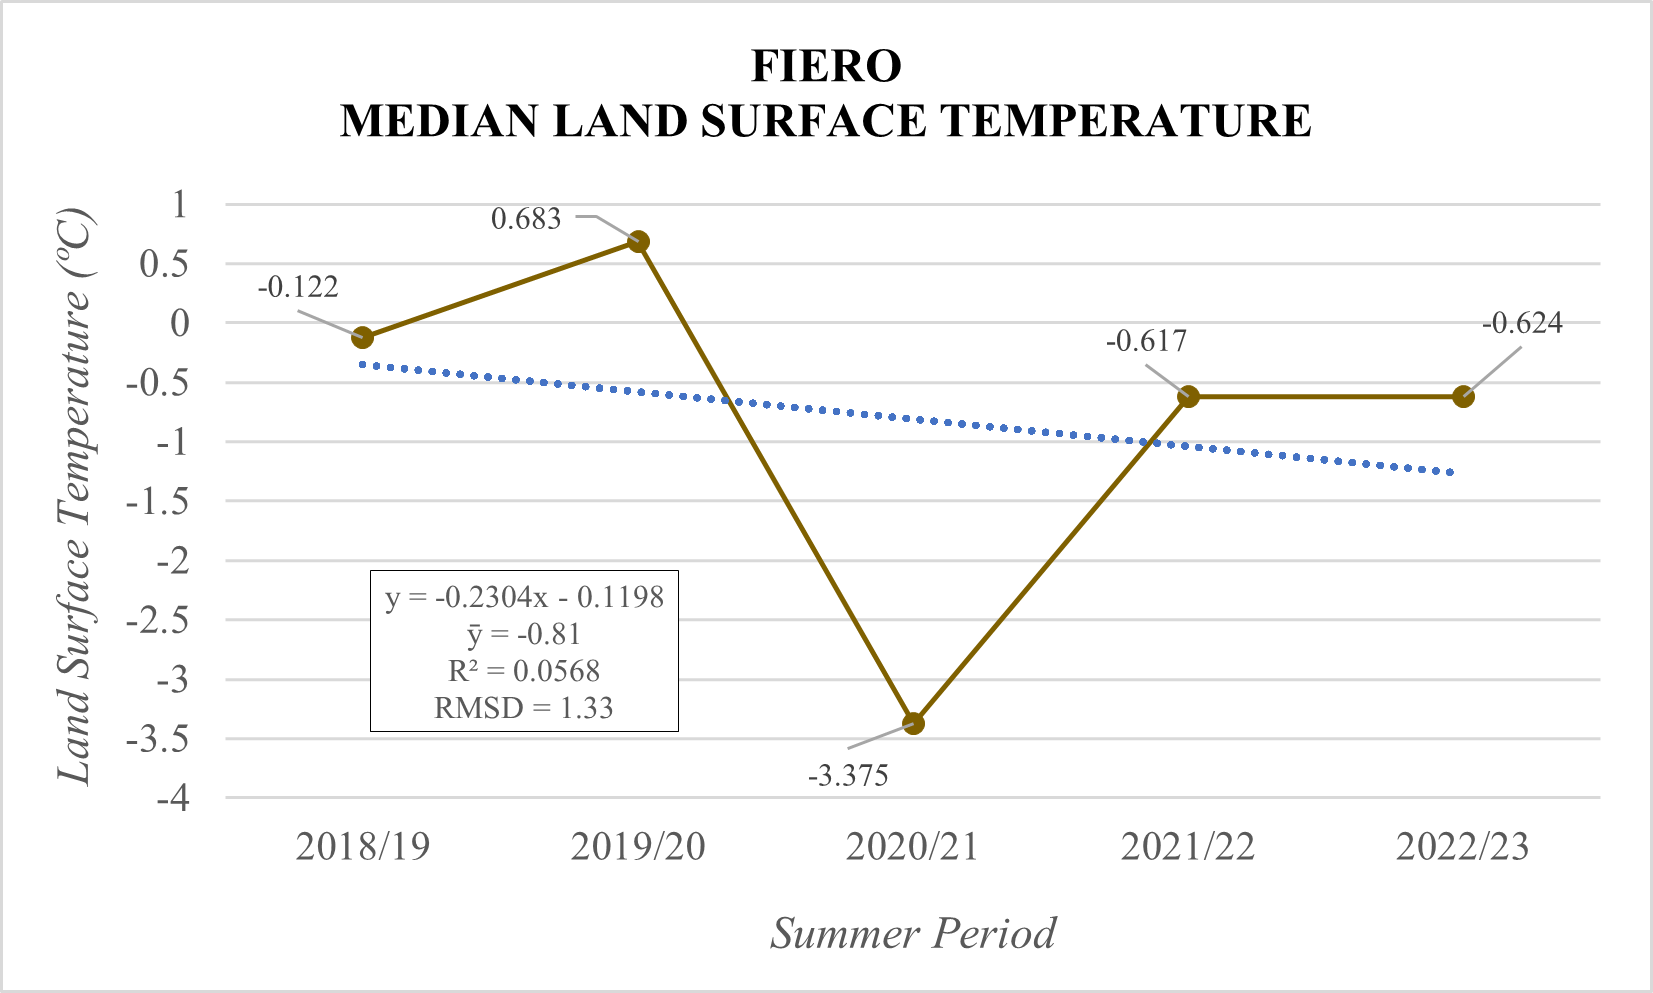 FIERO
MEDIAN LAND SURFACE TEMPERATURE
Land Surface Temperature (ºC)
1
0.5
0
-0.5
-1
-1.5
-2
-2.5
-3
-3.5
-4
-0.122
0.683
-3.375
-0.617
-0.624
y = -0.2304x - 0.1198
ȳ = -0.81
R² = 0.0568
RMSD = 1.33
2018/19 2019/20 2020/21 2021/22 2022/23
Summer Period